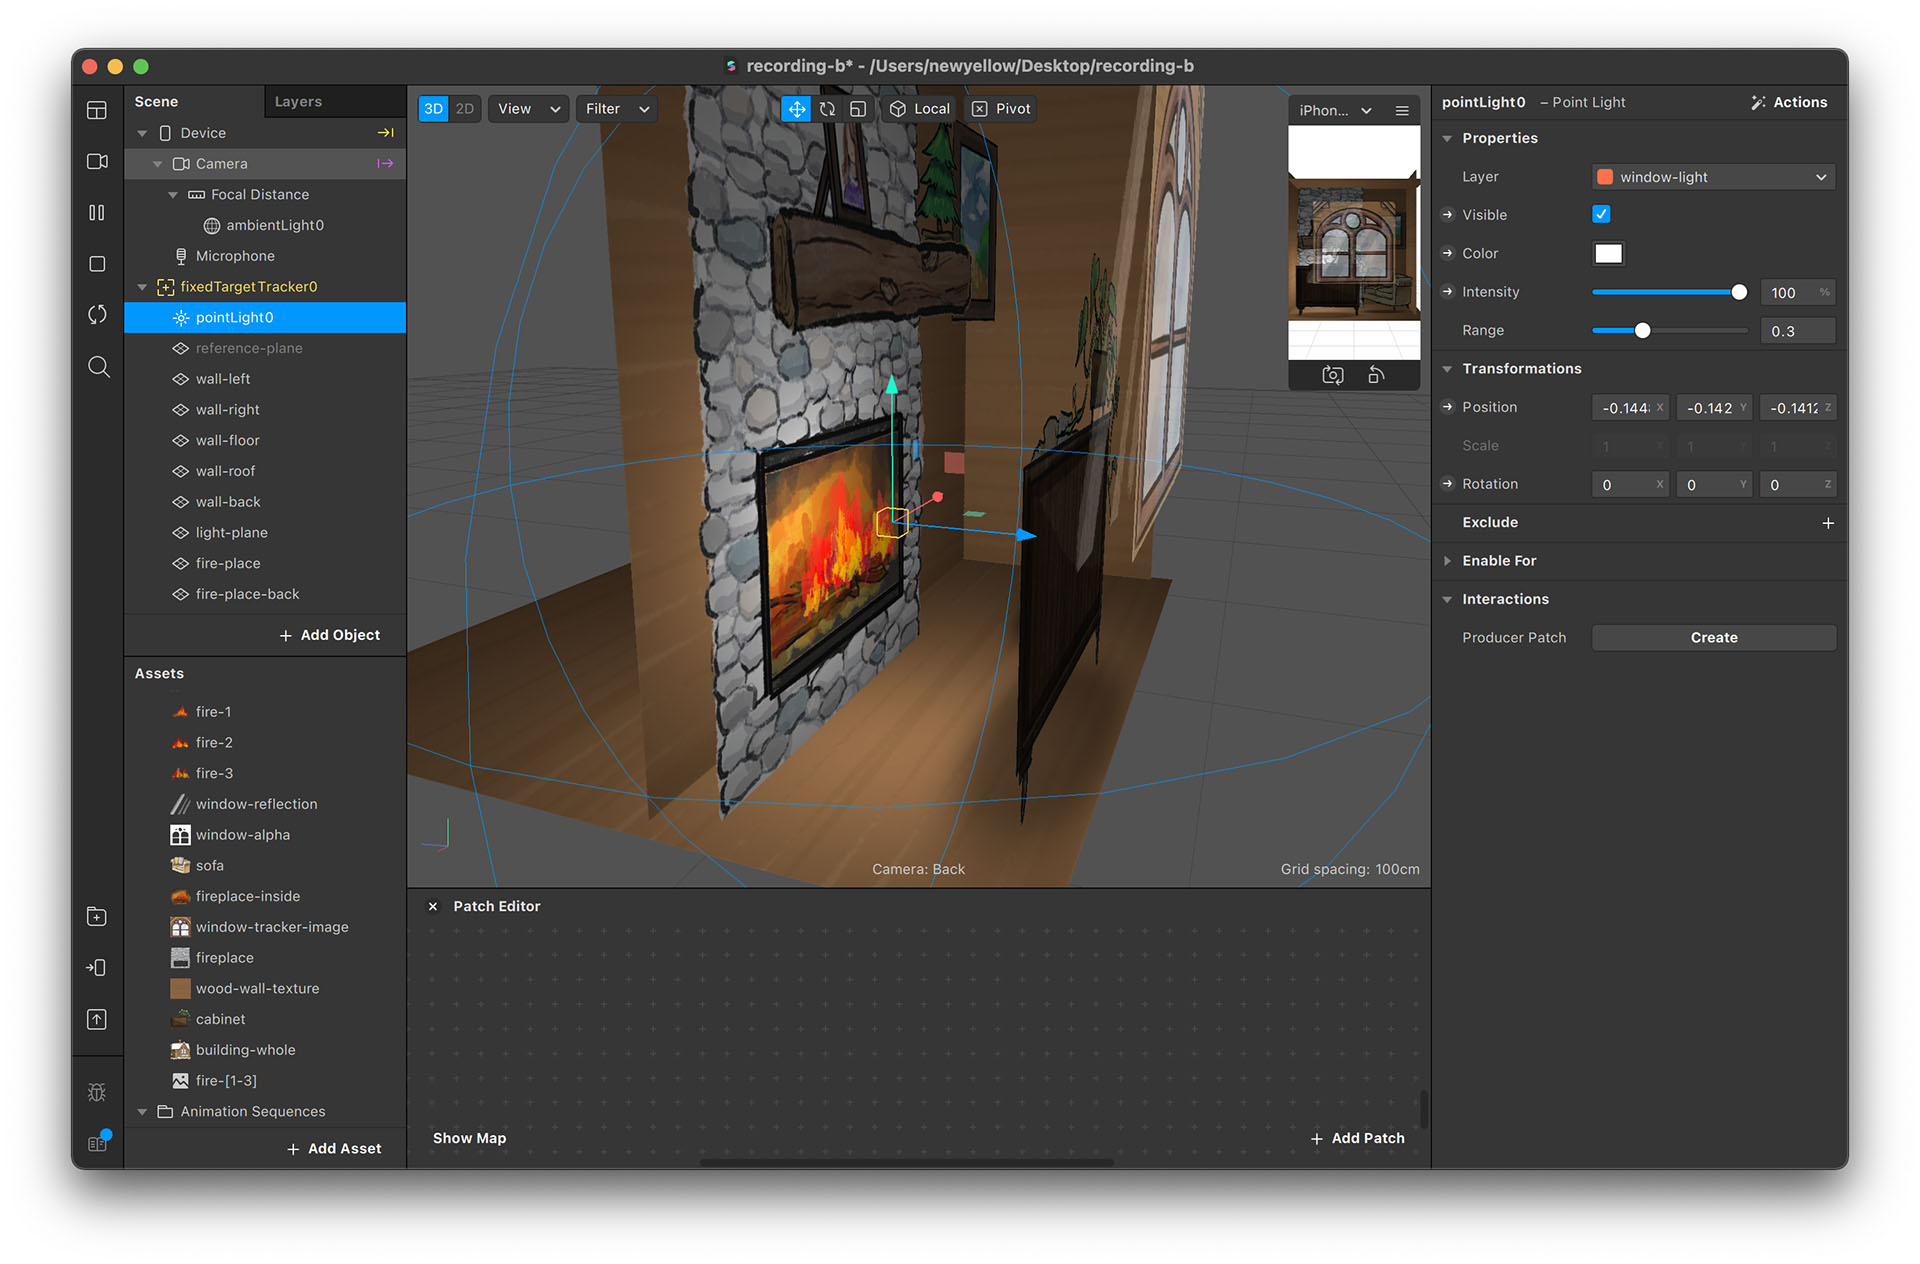 recording-b* - /Users/newyellow/Desktop/recording-b
Scene
Layers
Device
Camera
Focal Distance
ambientLight0
Microphone
fixedTargetTracker0
pointLight0
reference-plane
wall-left
wall-right
wall-floor
wall-roof
wall-back
light-plane
fire-place
fire-place-back
+ Add Object
Assets
fire-1
fire-2
fire-3
window-reflection
window-alpha
sofa
fireplace-inside
window-tracker-image
fireplace
wood-wall-texture
cabinet
building-whole
fire-[1-3]
Animation Sequences
+ Add Asset
3D 2D View Filter Local Pivot
iPhon...
Camera: Back
Grid spacing: 100cm
Patch Editor
Show Map
+ Add Patch
pointLight0 – Point Light Actions
Properties
Layer window-light
Visible
Color
Intensity 100 %
Range 0.3
Transformations
Position -0.144 X -0.142 Y -0.1412 Z
Scale 1 X 1 Y 1 Z
Rotation 0 X 0 Y 0 Z
Exclude +
Enable For
Interactions
Producer Patch Create